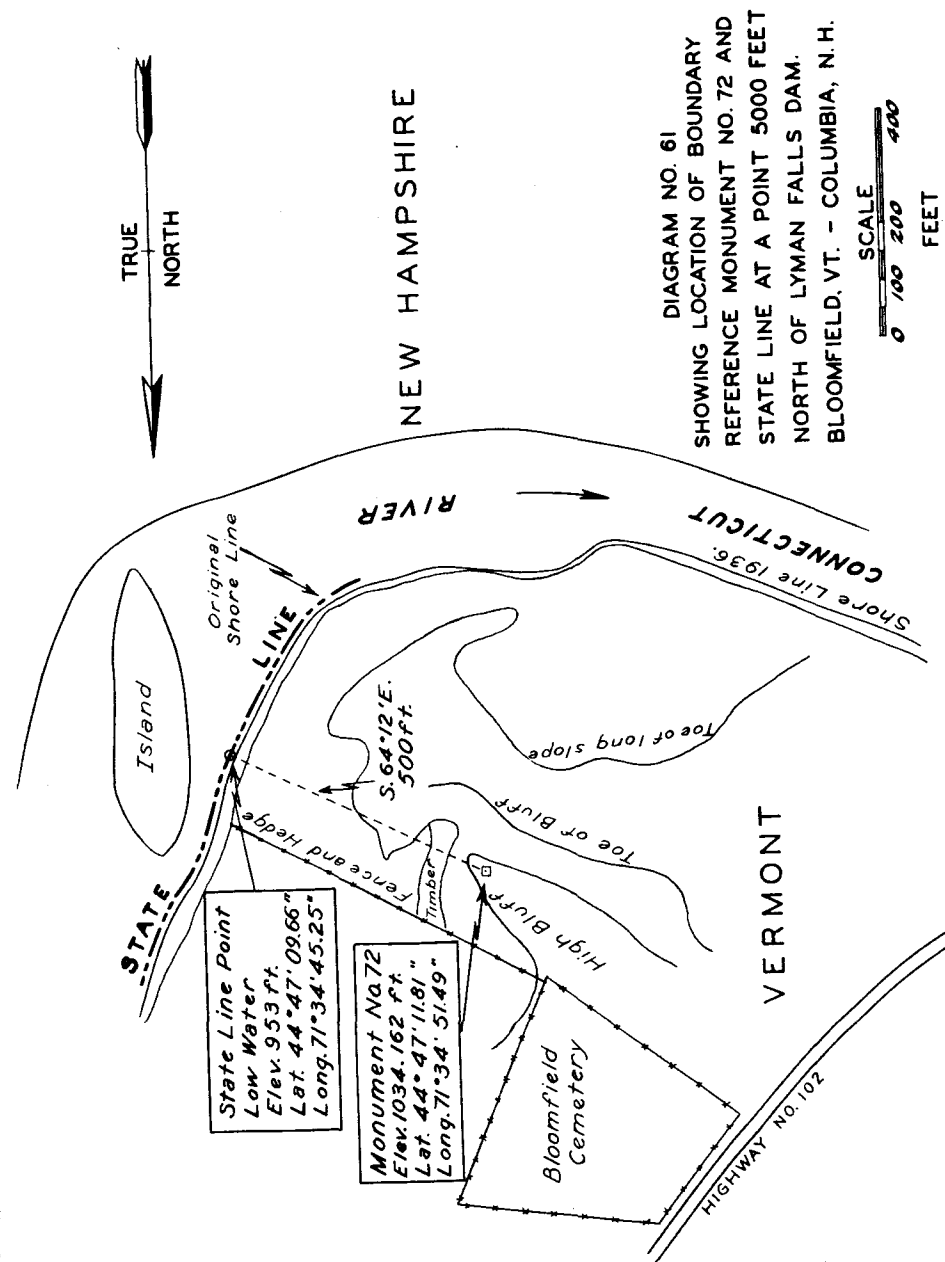 TRUE
NORTH
NEW HAMPSHIRE
DIAGRAM NO. 61
SHOWING LOCATION OF BOUNDARY
REFERENCE MONUMENT NO. 72 AND
STATE LINE AT A POINT 5000 FEET
NORTH OF LYMAN FALLS DAM.
BLOOMFIELD, VT. - COLUMBIA, N.H.
SCALE
0 100 200 400
FEET
Island
Original
Shore Line
STATE LINE
RIVER
CONNECTICUT
Shore Line 1936.
State Line Point
Low Water
Elev. 953 ft.
Lat. 44°47'09.66"
Long. 71°34'45.25"
Monument No.72
Elev. 1034.162 ft.
Lat. 44°47'11.81"
Long. 71°34'51.49"
Fence and Hedge
Timber
S. 64°12'E.
500 ft.
High Bluff
Toe of Bluff
Toe of long slope
Bloomfield
Cemetery
VERMONT
HIGHWAY NO. 102